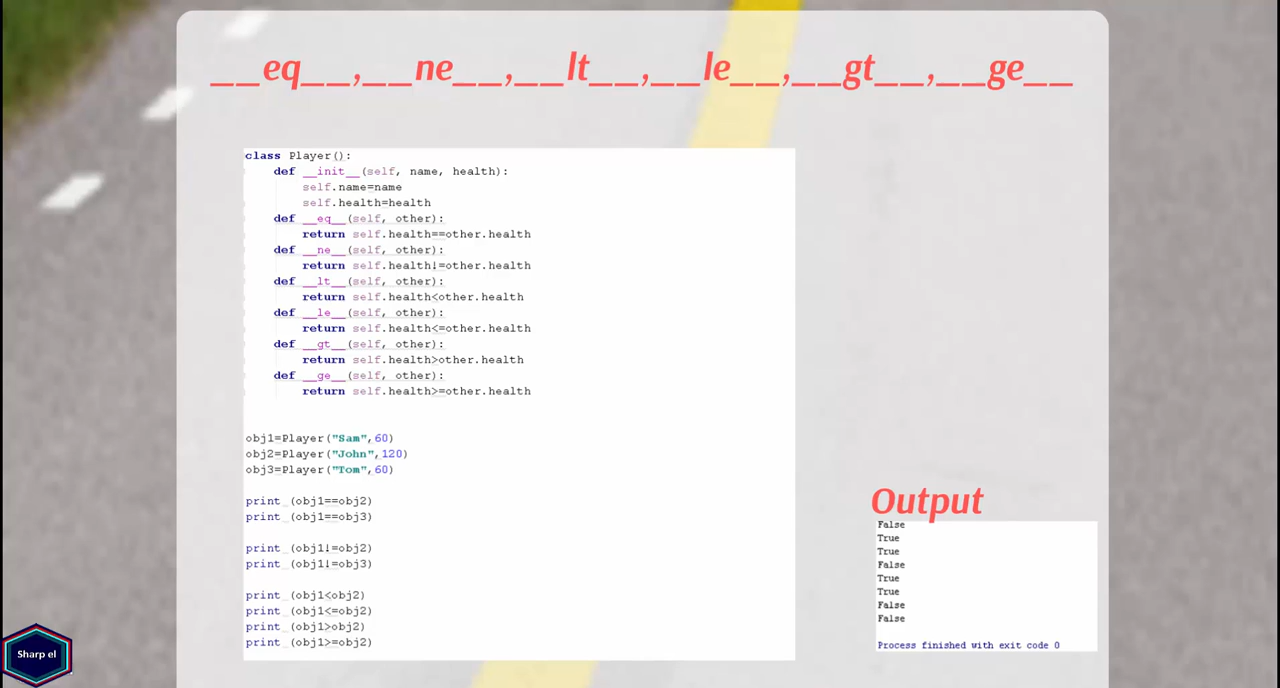 __eq__,__ne__,__lt__,__le__,__gt__,__ge__
class Player():
    def __init__(self, name, health):
        self.name=name
        self.health=health
    def __eq__(self, other):
        return self.health==other.health
    def __ne__(self, other):
        return self.health!=other.health
    def __lt__(self, other):
        return self.health<other.health
    def __le__(self, other):
        return self.health<=other.health
    def __gt__(self, other):
        return self.health>other.health
    def __ge__(self, other):
        return self.health>=other.health
obj1=Player("Sam",60)
obj2=Player("John",120)
obj3=Player("Tom",60)
print (obj1==obj2)
print (obj1==obj3)
print (obj1!=obj2)
print (obj1!=obj3)
print (obj1<obj2)
print (obj1<=obj2)
print (obj1>obj2)
print (obj1>=obj2)
Output
False
True
True
False
True
True
False
False
Process finished with exit code 0
Sharp el